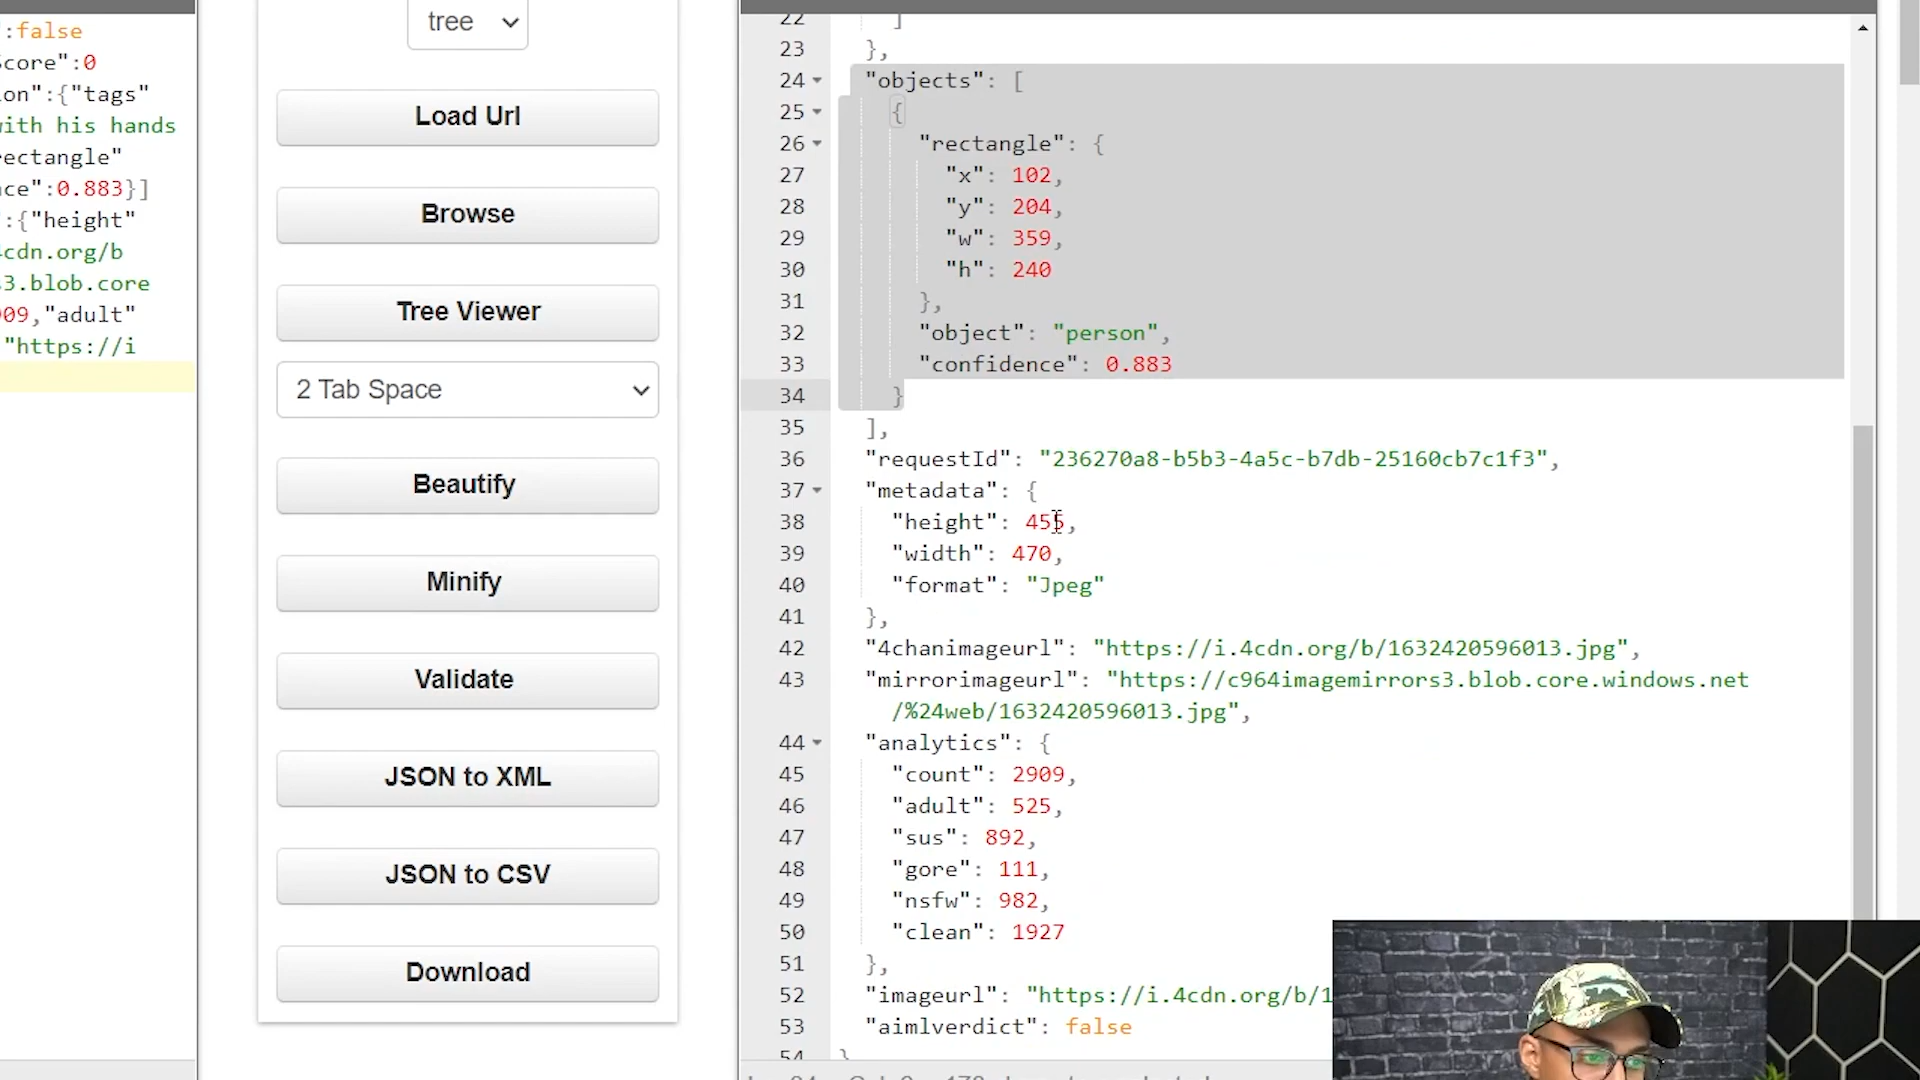 :false
core":0
on":{"tags"
with his hands
ectangle"
ce":0.883}]
:{"height"
4cdn.org/b
3.blob.core
09,"adult"
"https://i
tree
Load Url
Browse
Tree Viewer
2 Tab Space
Beautify
Minify
Validate
JSON to XML
JSON to CSV
Download
22 ]
23 },
24 "objects": [
25 {
26 "rectangle": {
27 "x": 102,
28 "y": 204,
29 "w": 359,
30 "h": 240
31 },
32 "object": "person",
33 "confidence": 0.883
34 }
35 ],
36 "requestId": "236270a8-b5b3-4a5c-b7db-25160cb7c1f3",
37 "metadata": {
38 "height": 455,
39 "width": 470,
40 "format": "Jpeg"
41 },
42 "4chanimageurl": "https://i.4cdn.org/b/1632420596013.jpg",
43 "mirrorimageurl": "https://c964imagemirrors3.blob.core.windows.net
/%24web/1632420596013.jpg",
44 "analytics": {
45 "count": 2909,
46 "adult": 525,
47 "sus": 892,
48 "gore": 111,
49 "nsfw": 982,
50 "clean": 1927
51 },
52 "imageurl": "https://i.4cdn.org/b/1
53 "aimlverdict": false
54 }